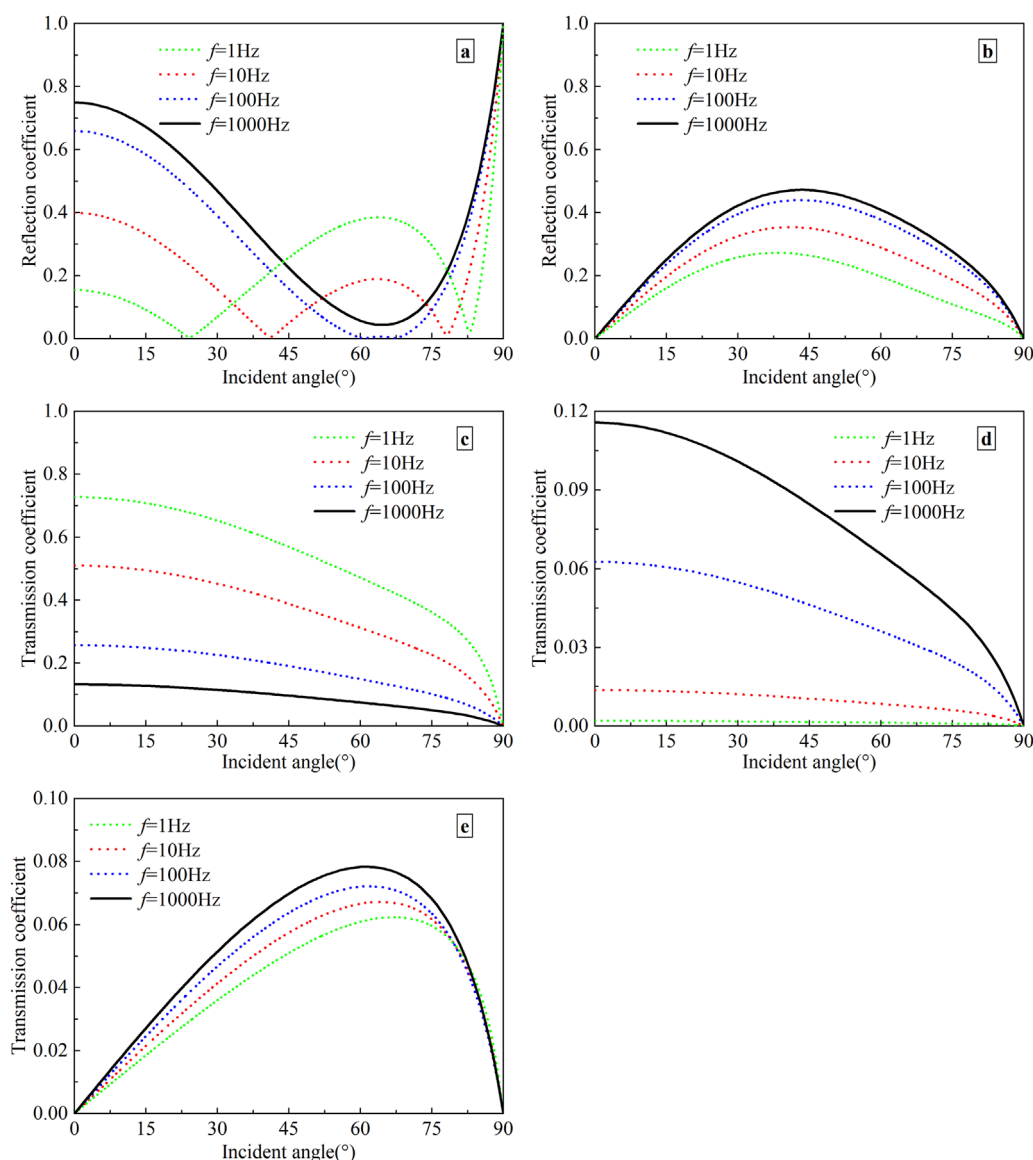 1.0
0.8
0.6
0.4
0.2
0.0
Reflection coefficient
f=1Hz
f=10Hz
f=100Hz
f=1000Hz
a
0 15 30 45 60 75 90
Incident angle(°)
1.0
0.8
0.6
0.4
0.2
0.0
Reflection coefficient
f=1Hz
f=10Hz
f=100Hz
f=1000Hz
b
0 15 30 45 60 75 90
Incident angle(°)
1.0
0.8
0.6
0.4
0.2
0.0
Transmission coefficient
f=1Hz
f=10Hz
f=100Hz
f=1000Hz
c
0 15 30 45 60 75 90
Incident angle(°)
0.12
0.09
0.06
0.03
0.00
Transmission coefficient
f=1Hz
f=10Hz
f=100Hz
f=1000Hz
d
0 15 30 45 60 75 90
Incident angle(°)
0.10
0.08
0.06
0.04
0.02
0.00
Transmission coefficient
f=1Hz
f=10Hz
f=100Hz
f=1000Hz
e
0 15 30 45 60 75 90
Incident angle(°)